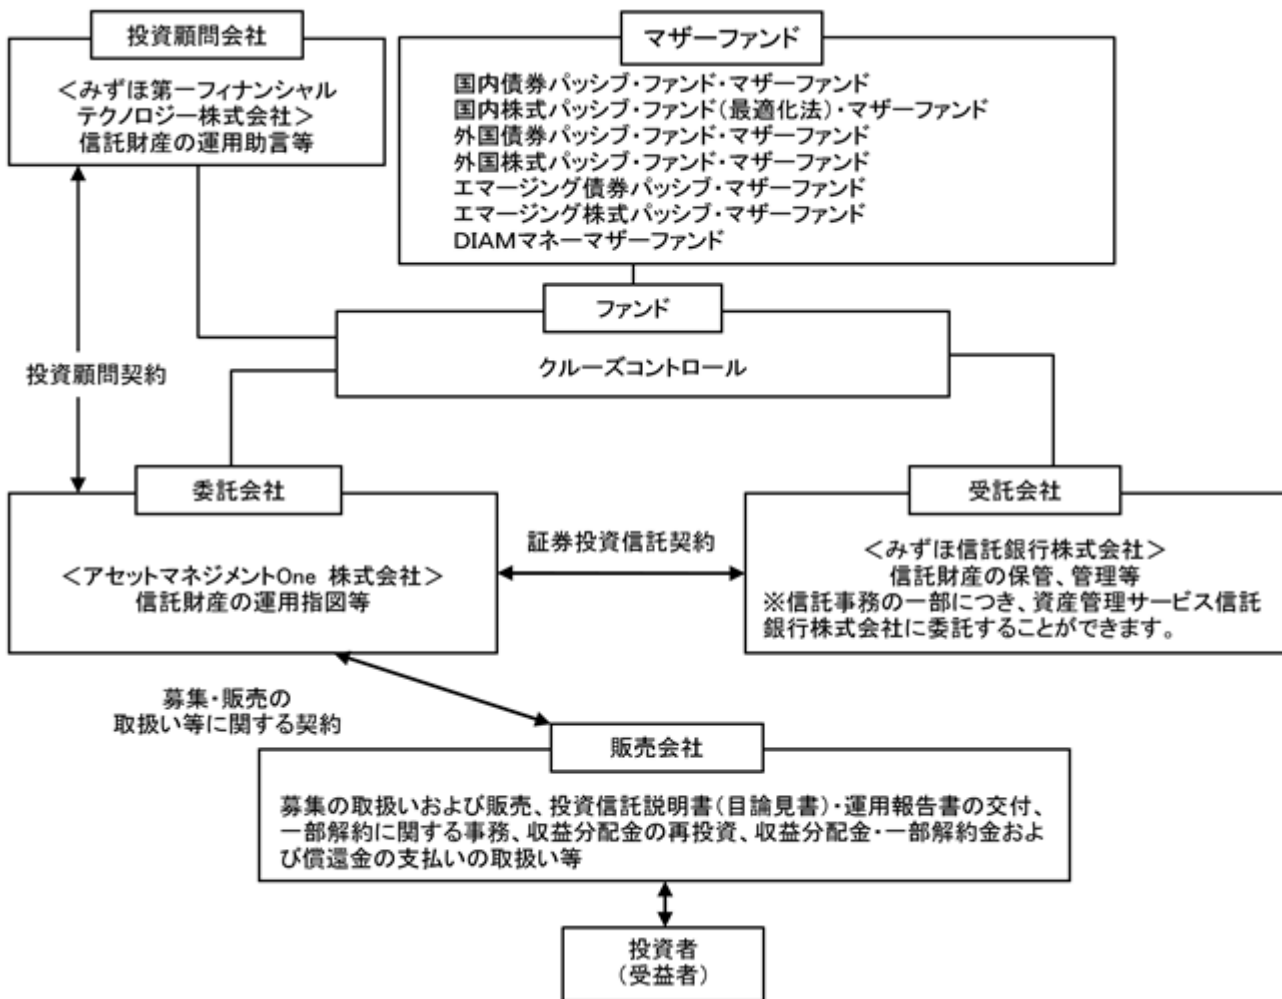 投資顧問会社
<みずほ第一フィナンシャル
テクノロジー株式会社>
信託財産の運用助言等
マザーファンド
国内債券パッシブ・ファンド・マザーファンド
国内株式パッシブ・ファンド(最適化法)・マザーファンド
外国債券パッシブ・ファンド・マザーファンド
外国株式パッシブ・ファンド・マザーファンド
エマージング債券パッシブ・マザーファンド
エマージング株式パッシブ・マザーファンド
DIAMマネーマザーファンド
ファンド
クルーズコントロール
投資顧問契約
委託会社
<アセットマネジメントOne 株式会社>
信託財産の運用指図等
証券投資信託契約
受託会社
<みずほ信託銀行株式会社>
信託財産の保管、管理等
※信託事務の一部につき、資産管理サービス信託
銀行株式会社に委託することができます。
募集・販売の
取扱い等に関する契約
販売会社
募集の取扱いおよび販売、投資信託説明書(目論見書)・運用報告書の交付、
一部解約に関する事務、収益分配金の再投資、収益分配金・一部解約金およ
び償還金の支払いの取扱い等
投資者
(受益者)